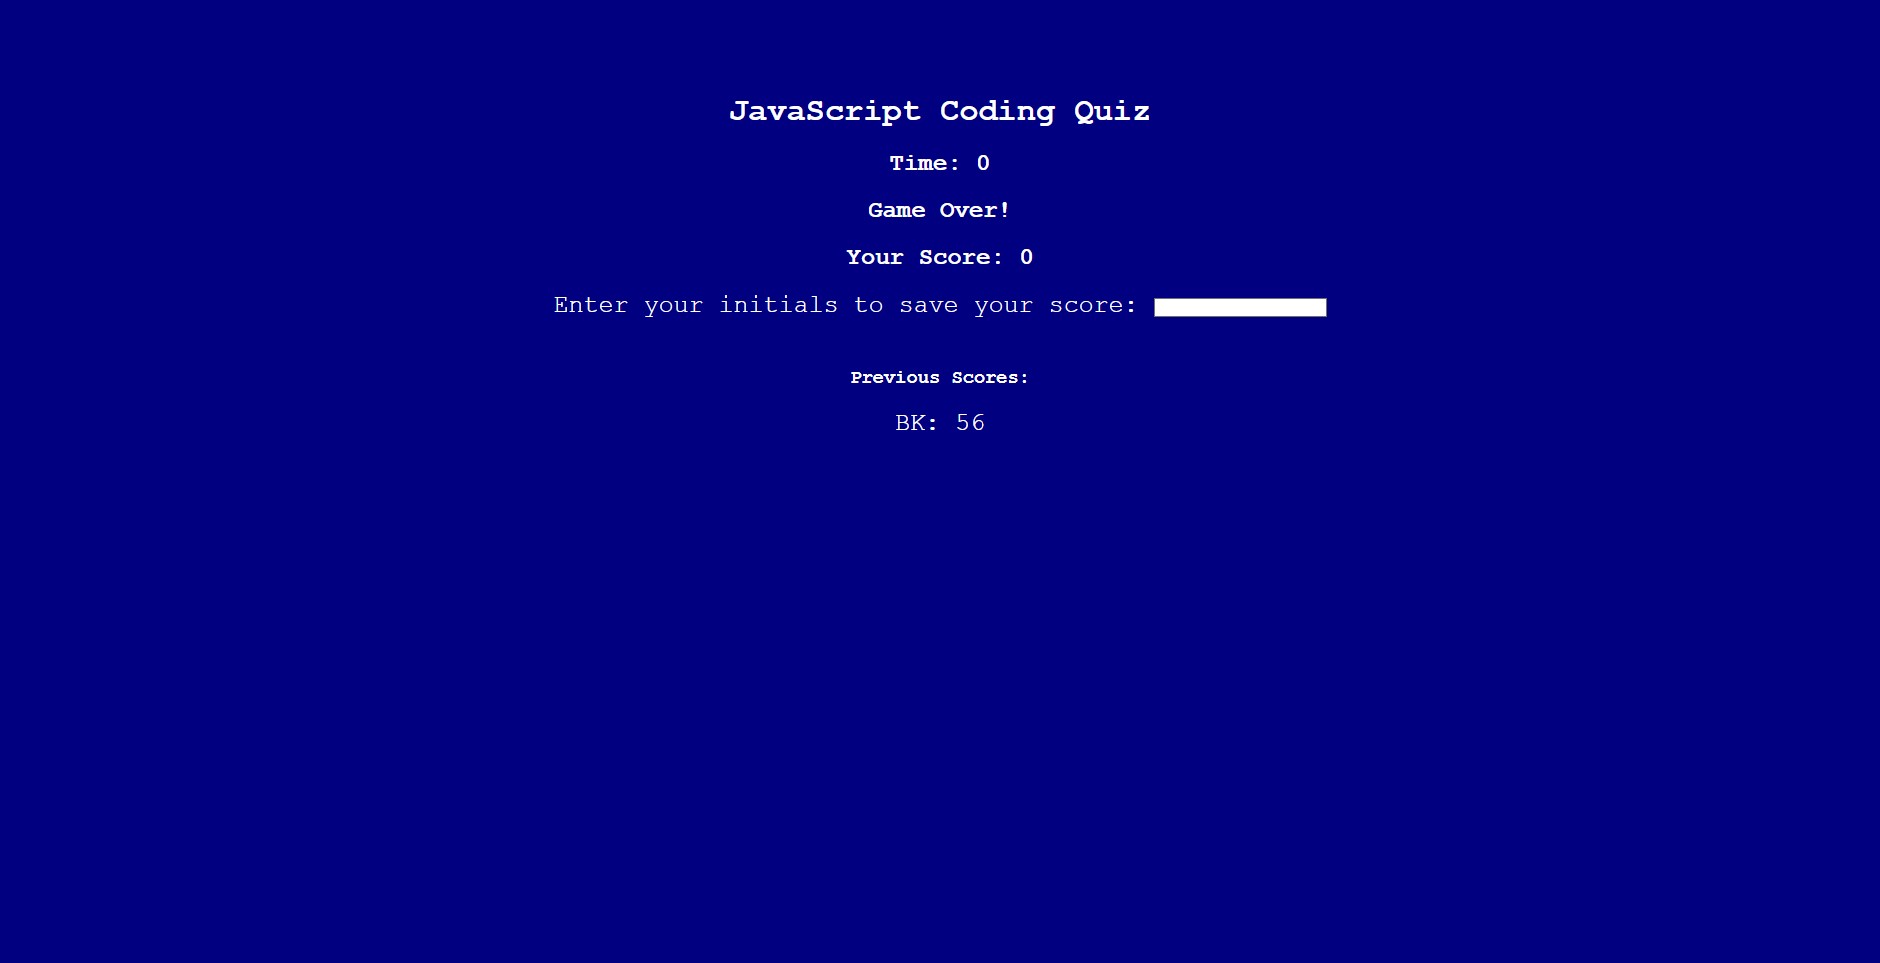 JavaScript Coding Quiz
Time: 0
Game Over!
Your Score: 0
Enter your initials to save your score:
Previous Scores:
BK: 56